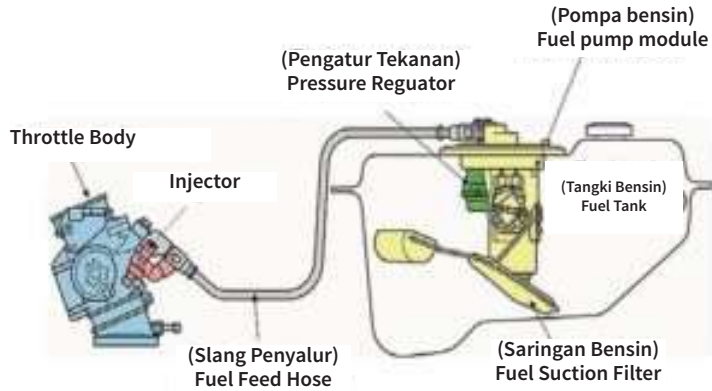 (Pompa bensin)
Fuel pump module
(Pengatur Tekanan)
Pressure Reguator
Throttle Body
Injector
(Tangki Bensin)
Fuel Tank
(Slang Penyalur)
Fuel Feed Hose
(Saringan Bensin)
Fuel Suction Filter